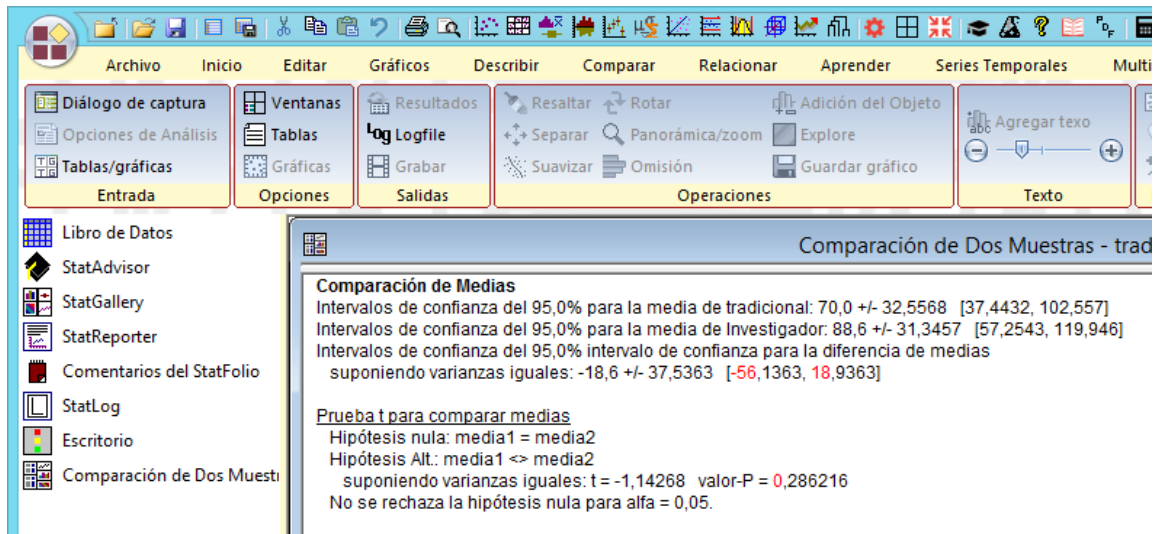 Archivo Inicio Editar Gráficos Describir Comparar Relacionar Aprender Series Temporales Multi
Diálogo de captura
Opciones de Análisis
Tablas/gráficas
Entrada
Ventanas
Tablas
Gráficas
Opciones
Resultados
Log Logfile
Grabar
Salidas
Resaltar Rotar Adición del Objeto
Separar Panorámica/zoom Explore
Suavizar Omisión Guardar gráfico
Operaciones
abc Agregar texo
Texto
Libro de Datos
StatAdvisor
StatGallery
StatReporter
Comentarios del StatFolio
StatLog
Escritorio
Comparación de Dos Muestr
Comparación de Dos Muestras - trad
Comparación de Medias
Intervalos de confianza del 95,0% para la media de tradicional: 70,0 +/- 32,5568 [37,4432, 102,557]
Intervalos de confianza del 95,0% para la media de Investigador: 88,6 +/- 31,3457 [57,2543, 119,946]
Intervalos de confianza del 95,0% intervalo de confianza para la diferencia de medias
suponiendo varianzas iguales: -18,6 +/- 37,5363 [-56,1363, 18,9363]
Prueba t para comparar medias
Hipótesis nula: media1 = media2
Hipótesis Alt.: media1 <> media2
suponiendo varianzas iguales: t = -1,14268 valor-P = 0,286216
No se rechaza la hipótesis nula para alfa = 0,05.